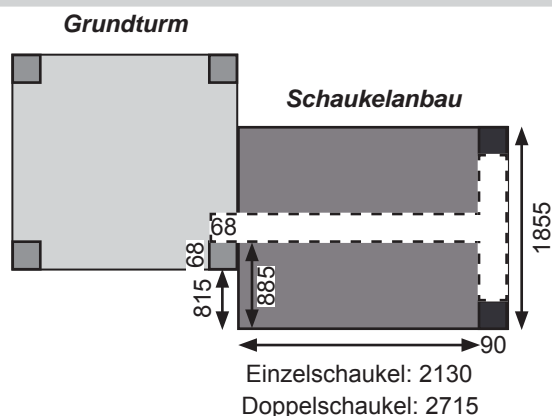 Grundturm
Schaukelanbau
68
68
815
885
1855
90
Einzelschaukel: 2130
Doppelschaukel: 2715